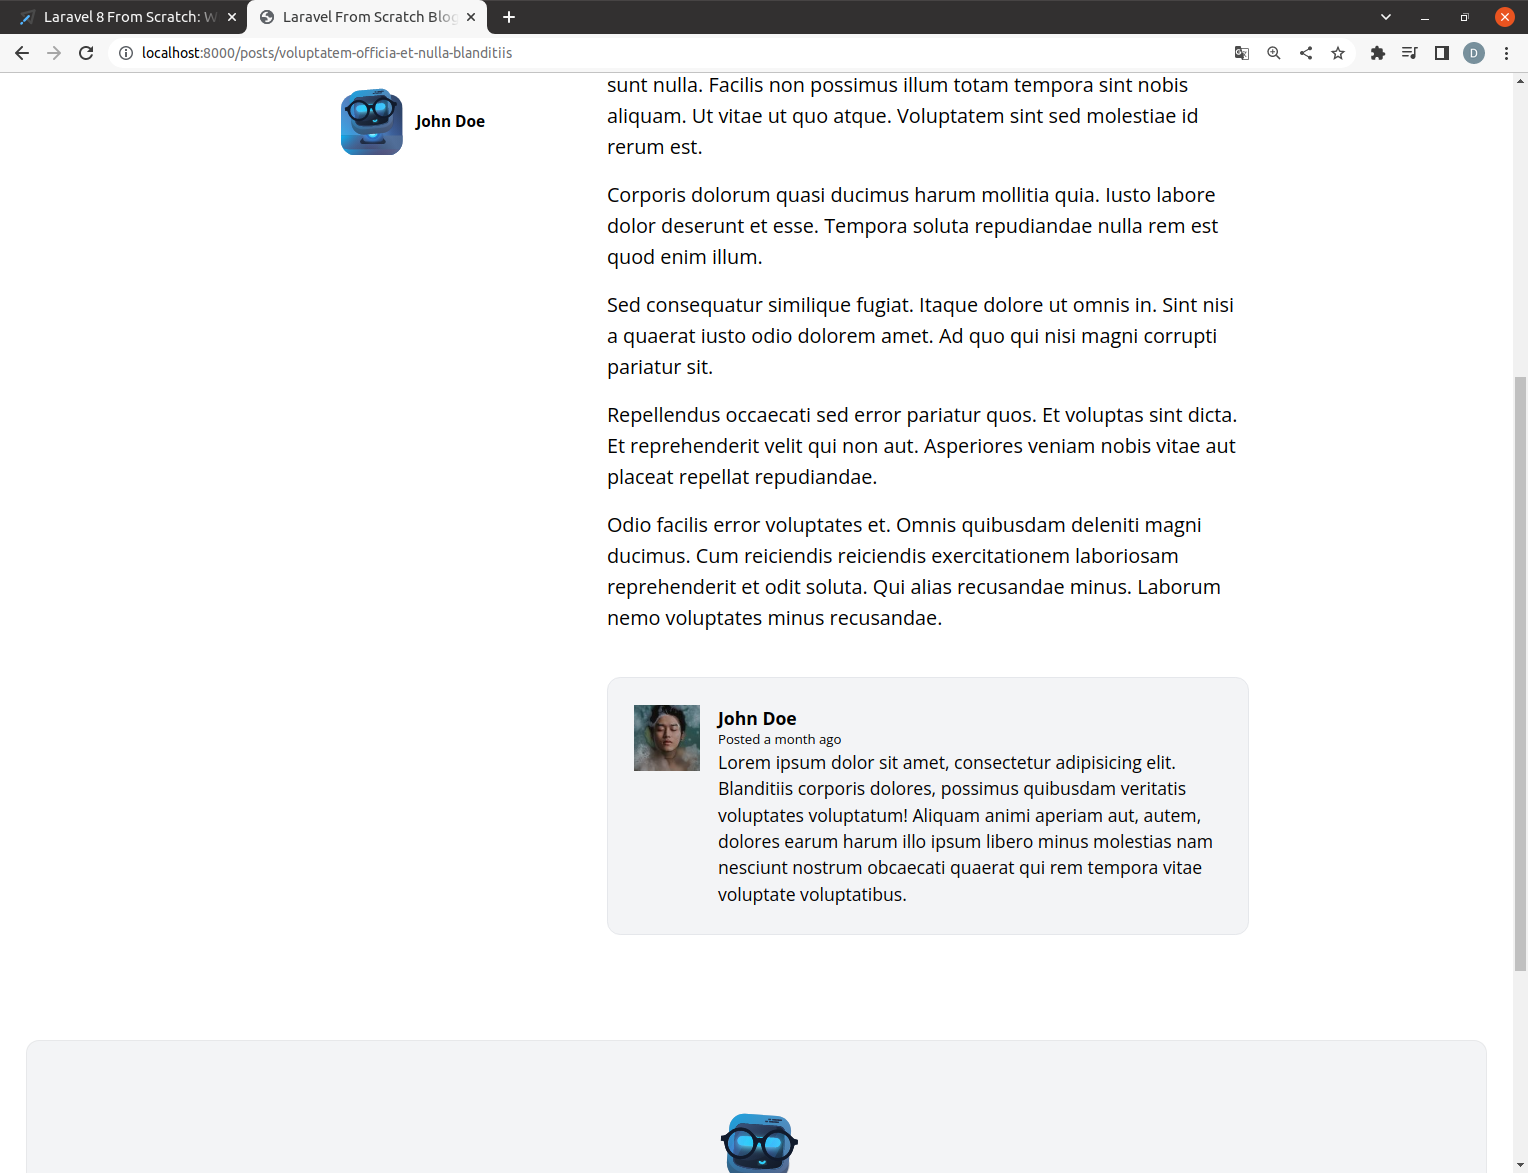 Laravel 8 From Scratch: W
Laravel From Scratch Blog
localhost:8000/posts/voluptatem-officia-et-nulla-blanditiis
D
John Doe
sunt nulla. Facilis non possimus illum totam tempora sint nobis
aliquam. Ut vitae ut quo atque. Voluptatem sint sed molestiae id
rerum est.
Corporis dolorum quasi ducimus harum mollitia quia. Iusto labore
dolor deserunt et esse. Tempora soluta repudiandae nulla rem est
quod enim illum.
Sed consequatur similique fugiat. Itaque dolore ut omnis in. Sint nisi
a quaerat iusto odio dolorem amet. Ad quo qui nisi magni corrupti
pariatur sit.
Repellendus occaecati sed error pariatur quos. Et voluptas sint dicta.
Et reprehenderit velit qui non aut. Asperiores veniam nobis vitae aut
placeat repellat repudiandae.
Odio facilis error voluptates et. Omnis quibusdam deleniti magni
ducimus. Cum reiciendis reiciendis exercitationem laboriosam
reprehenderit et odit soluta. Qui alias recusandae minus. Laborum
nemo voluptates minus recusandae.
John Doe
Posted a month ago
Lorem ipsum dolor sit amet, consectetur adipisicing elit.
Blanditiis corporis dolores, possimus quibusdam veritatis
voluptates voluptatum! Aliquam animi aperiam aut, autem,
dolores earum harum illo ipsum libero minus molestias nam
nesciunt nostrum obcaecati quaerat qui rem tempora vitae
voluptate voluptatibus.